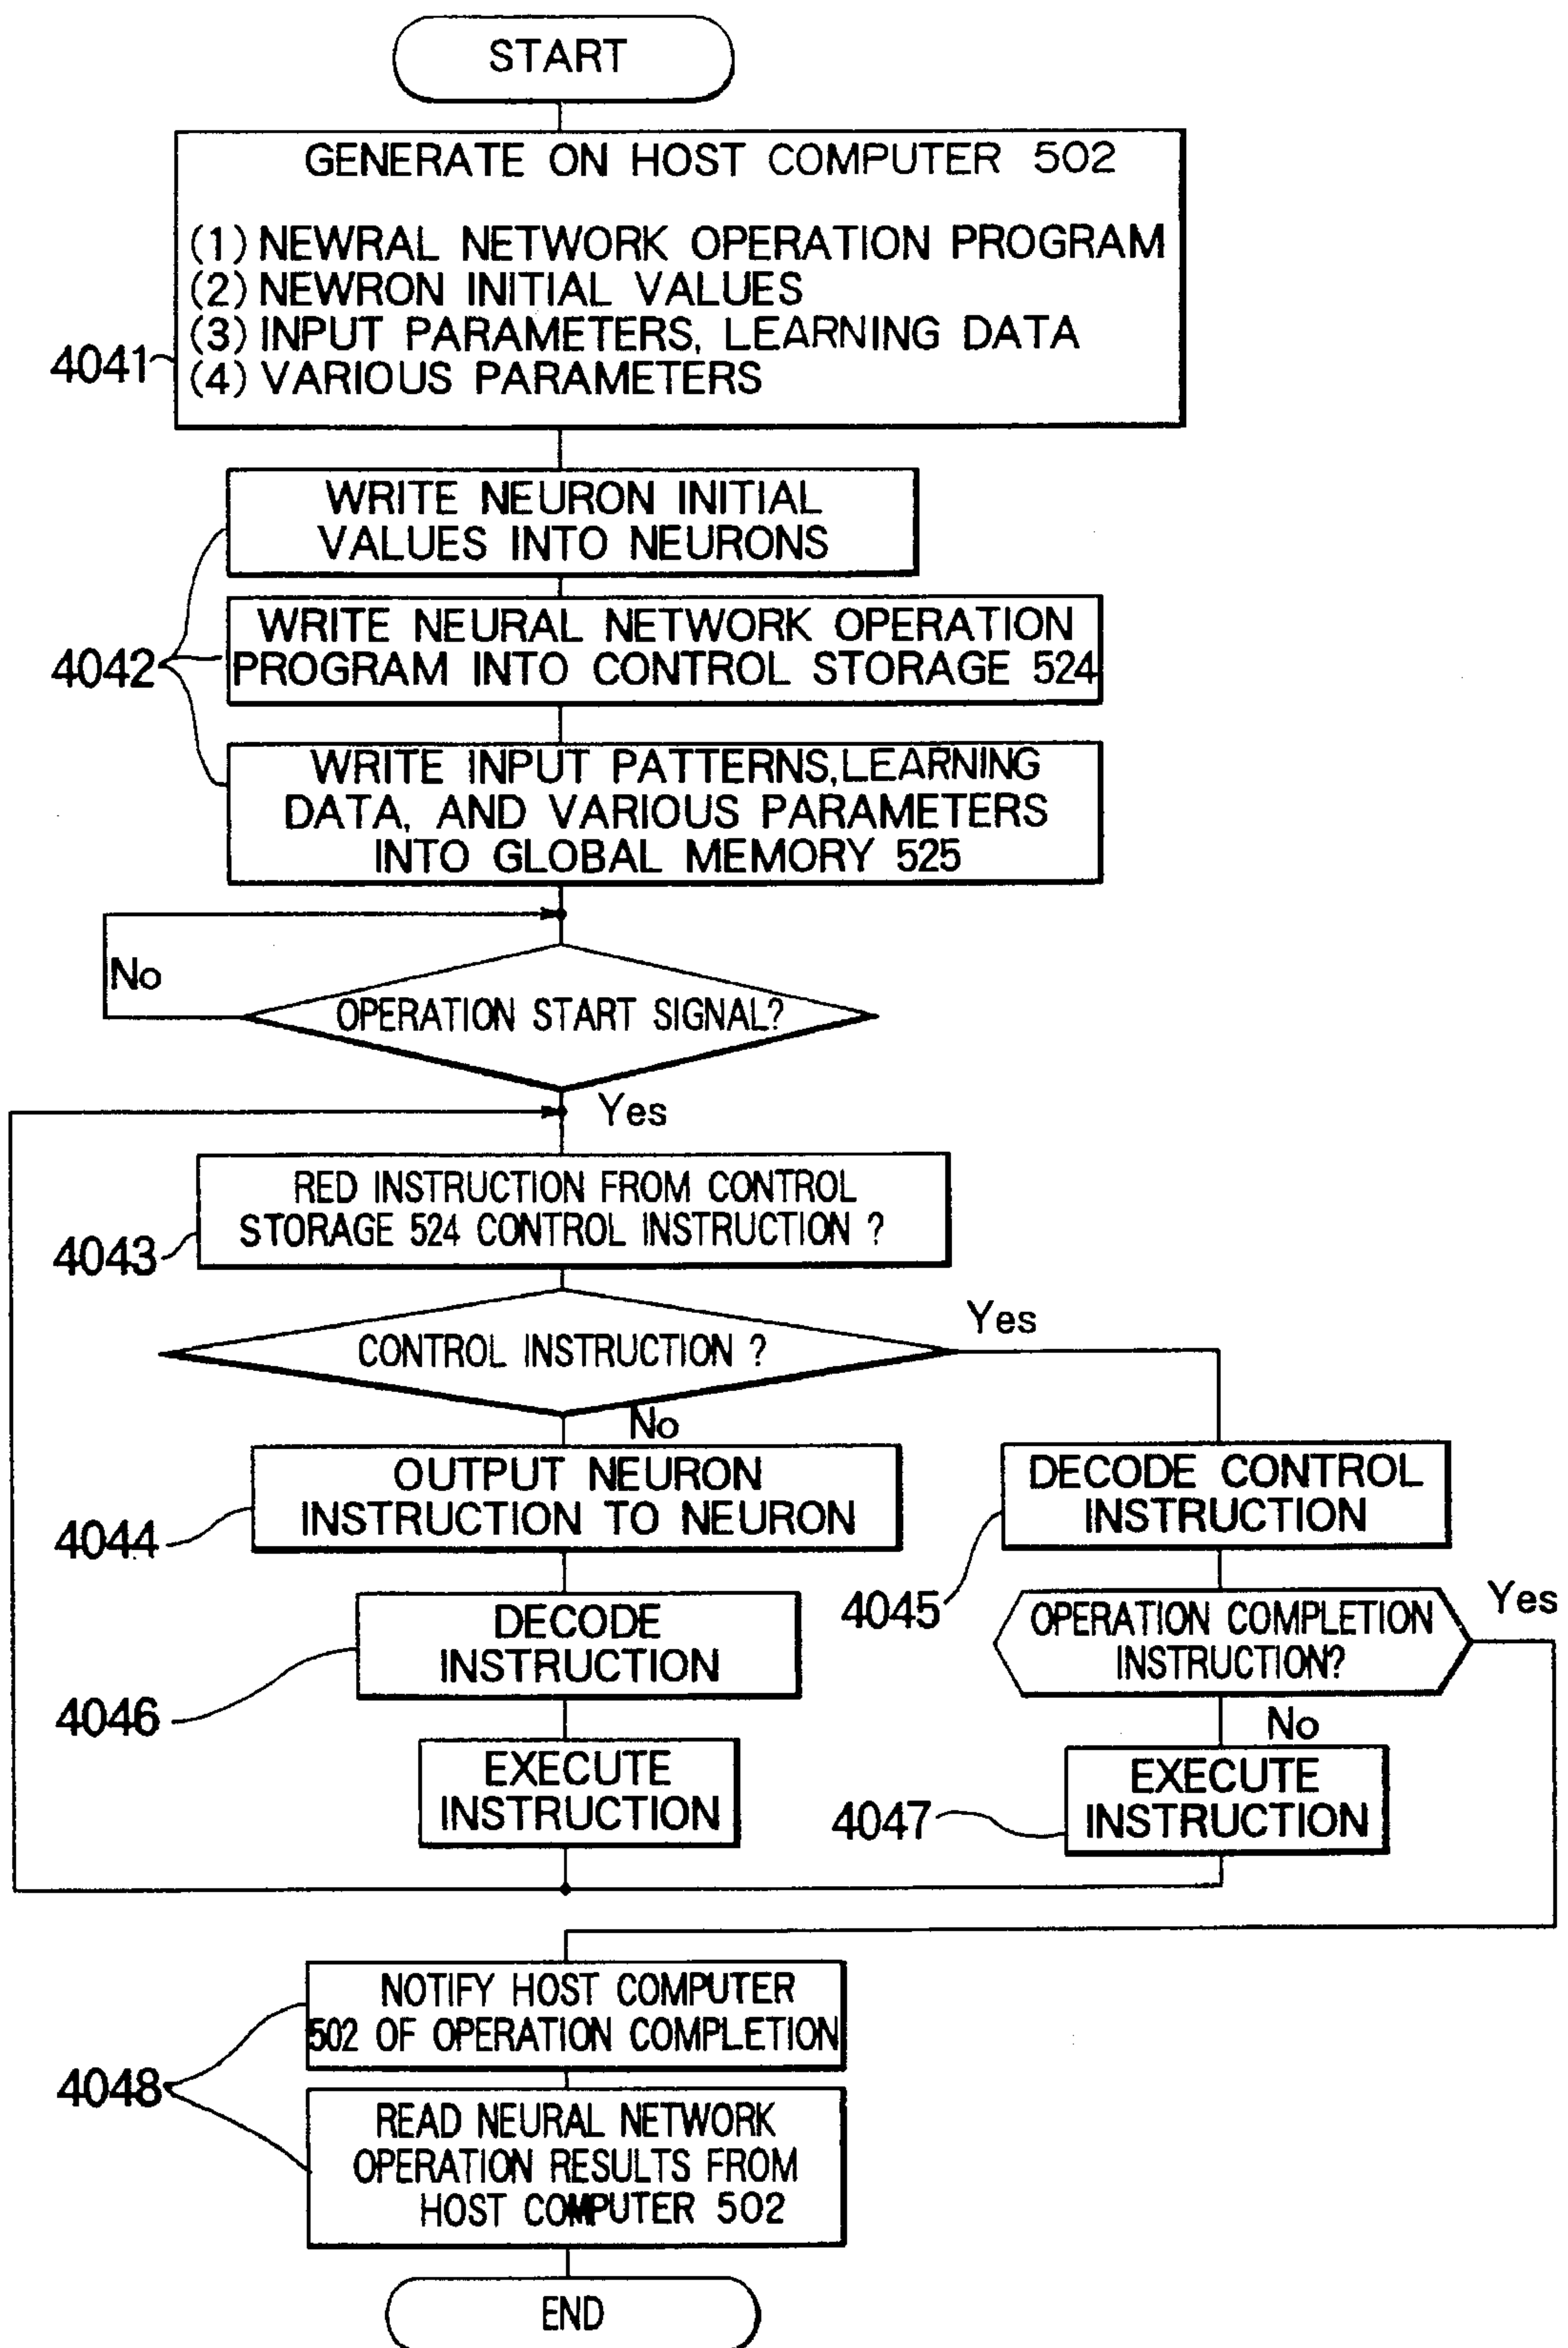 START
GENERATE ON HOST COMPUTER 502
(1) NEWRAL NETWORK OPERATION PROGRAM
(2) NEWRON INITIAL VALUES
(3) INPUT PARAMETERS, LEARNING DATA
(4) VARIOUS PARAMETERS
4041
WRITE NEURON INITIAL
VALUES INTO NEURONS
WRITE NEURAL NETWORK OPERATION
PROGRAM INTO CONTROL STORAGE 524
4042
WRITE INPUT PATTERNS, LEARNING
DATA, AND VARIOUS PARAMETERS
INTO GLOBAL MEMORY 525
No
OPERATION START SIGNAL?
Yes
RED INSTRUCTION FROM CONTROL
STORAGE 524 CONTROL INSTRUCTION ?
4043
CONTROL INSTRUCTION ?
Yes
No
OUTPUT NEURON
INSTRUCTION TO NEURON
4044
DECODE CONTROL
INSTRUCTION
4045
DECODE
INSTRUCTION
4046
OPERATION COMPLETION
INSTRUCTION?
Yes
No
EXECUTE
INSTRUCTION
EXECUTE
INSTRUCTION
4047
NOTIFY HOST COMPUTER
502 OF OPERATION COMPLETION
4048
READ NEURAL NETWORK
OPERATION RESULTS FROM
HOST COMPUTER 502
END